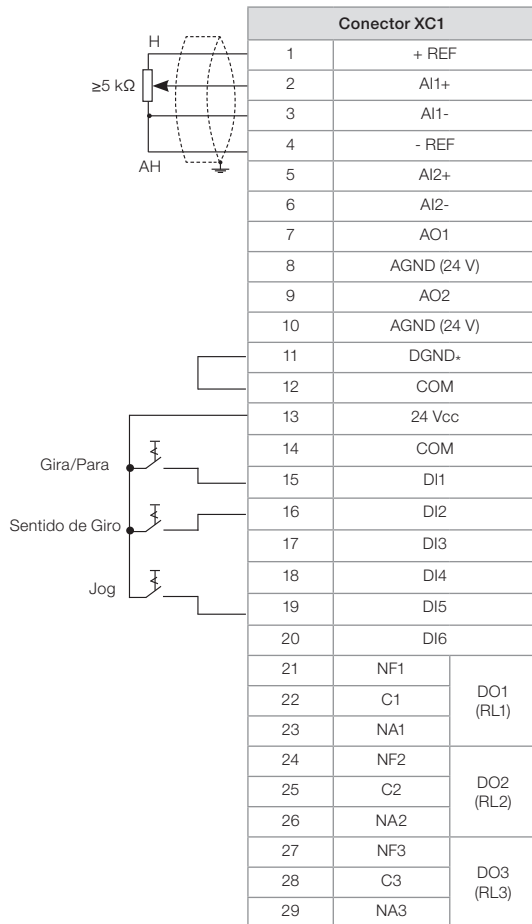 Conector XC1
H
≥5 kΩ
AH
1 + REF
2 AI1+
3 AI1-
4 - REF
5 AI2+
6 AI2-
7 AO1
8 AGND (24 V)
9 AO2
10 AGND (24 V)
11 DGND*
12 COM
13 24 Vcc
14 COM
Gira/Para
15 DI1
16 DI2
Sentido de Giro
17 DI3
18 DI4
Jog
19 DI5
20 DI6
21 NF1
22 C1
23 NA1
DO1
(RL1)
24 NF2
25 C2
26 NA2
DO2
(RL2)
27 NF3
28 C3
29 NA3
DO3
(RL3)